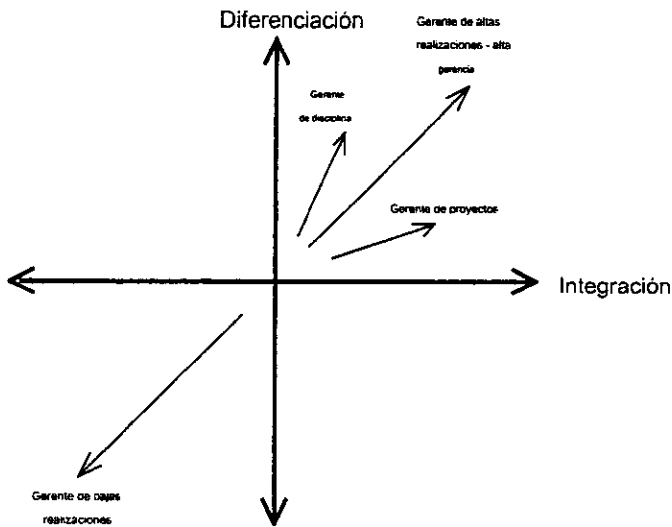 Diferenciación
Gerente de altas
realizaciones - alta
gerencia
Gerente
de disciplina
Gerente de proyectos
Integración
Gerente de bajas
realizaciones